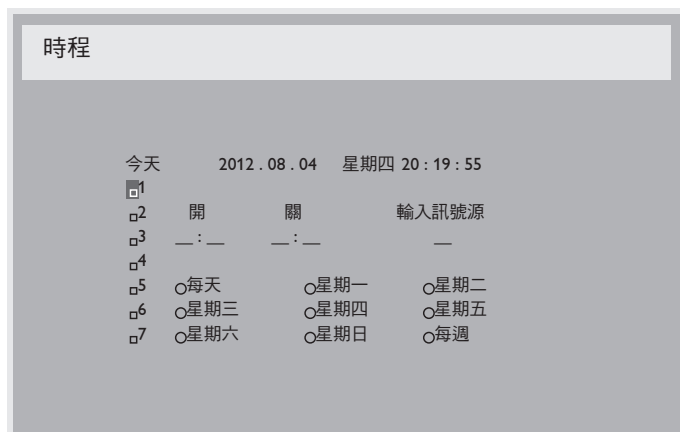 時程
今天 2012 . 08 . 04 星期四 20 : 19 : 55
1
2 開 關 輸入訊號源
3 __ : __ __ : __ __
4
5 每天 星期一 星期二
6 星期三 星期四 星期五
7 星期六 星期日 每週